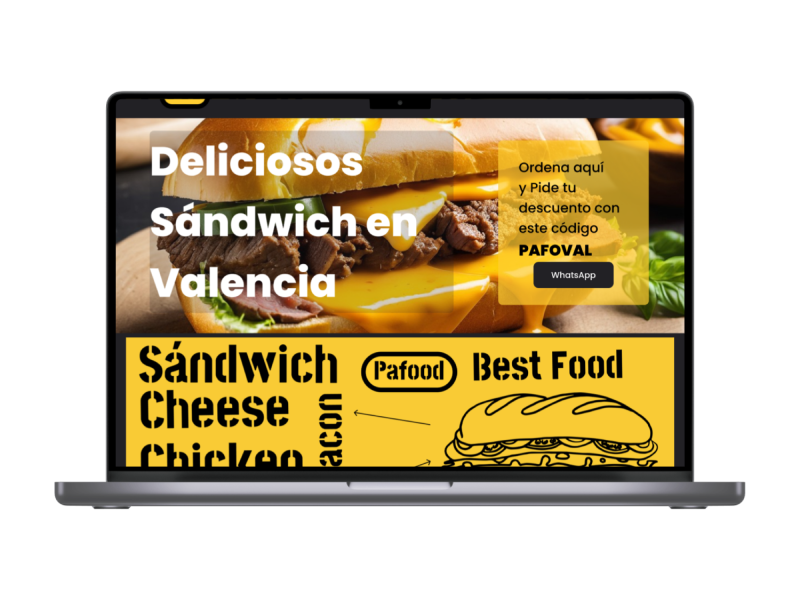 Deliciosos
Sándwich en
Valencia
Ordena aquí
y Pide tu
descuento con
este código
PAFOVAL
WhatsApp
Sándwich
Cheese
Chicken
acon
Pafood
Best Food